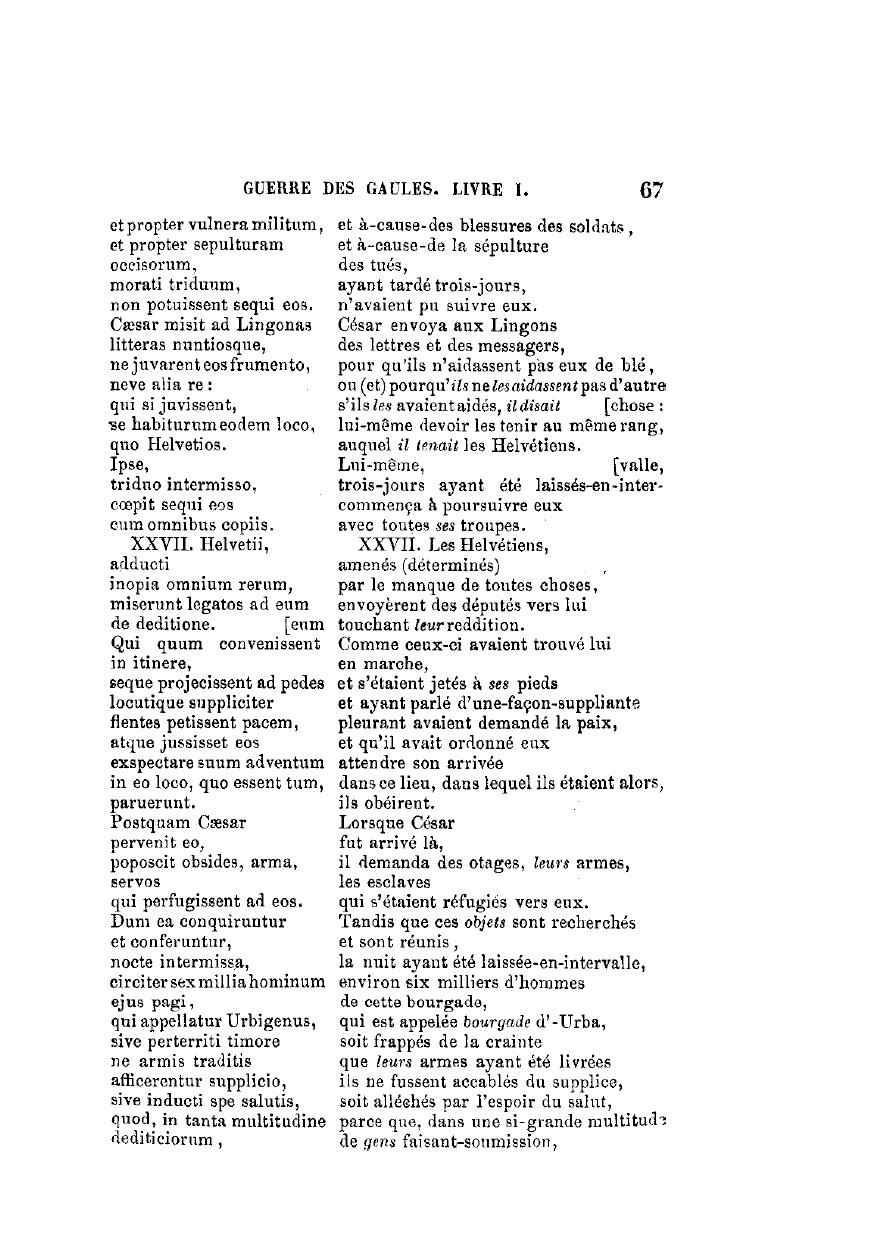 GUERRE DES GAULES. LIVRE I. 67
et propter vulnera militum,
et propter sepulturam
occisorum,
morati triduum,
non potuissent sequi eos.
Cæsar misit ad Lingonas
litteras nuntiosque,
ne juvarent eos frumento,
neve alia re :
qui si juvissent,
se habiturum eodem loco,
quo Helvetios.
Ipse,
triduo intermisso,
cœpit sequi eos
cum omnibus copiis.
XXVII. Helvetii,
adducti
inopia omnium rerum,
miserunt legatos ad eum
de deditione. [eum
Qui quum convenissent
in itinere,
seque projecissent ad pedes
locutique suppliciter
flentes petissent pacem,
atque jussisset eos
exspectare suum adventum
in eo loco, quo essent tum,
paruerunt.
Postquam Cæsar
pervenit eo,
poposcit obsides, arma,
servos
qui perfugissent ad eos.
Dum ea conquiruntur
et conferuntur,
nocte intermissa,
circiter sex millia hominum
ejus pagi,
qui appellatur Urbigenus,
sive perterriti timore
ne armis traditis
afficerentur supplicio,
sive inducti spe salutis,
quod, in tanta multitudine
dediticiorum ,
et à-cause-des blessures des soldats ,
et à-cause-de la sépulture
des tués,
ayant tardé trois-jours,
n'avaient pu suivre eux.
César envoya aux Lingons
des lettres et des messagers,
pour qu'ils n'aidassent pas eux de blé ,
ou (et) pour qu'ils ne les aidassent pas d'autre
s'ils les avaient aidés, il disait [chose :
lui-même devoir les tenir au même rang,
auquel il tenait les Helvétiens.
Lui-même, [valle,
trois-jours ayant été laissés-en-inter-
commença à poursuivre eux
avec toutes ses troupes.
XXVII. Les Helvétiens,
amenés (déterminés)
par le manque de toutes choses,
envoyèrent des députés vers lui
touchant leur reddition.
Comme ceux-ci avaient trouvé lui
en marche,
et s'étaient jetés à ses pieds
et ayant parlé d'une-façon-suppliante
pleurant avaient demandé la paix,
et qu'il avait ordonné eux
attendre son arrivée
dans ce lieu, dans lequel ils étaient alors,
ils obéirent.
Lorsque César
fut arrivé là,
il demanda des otages, leurs armes,
les esclaves
qui s'étaient réfugiés vers eux.
Tandis que ces objets sont recherchés
et sont réunis ,
la nuit ayant été laissée-en-intervalle,
environ six milliers d'hommes
de cette bourgade,
qui est appelée bourgade d'-Urba,
soit frappés de la crainte
que leurs armes ayant été livrées
ils ne fussent accablés du supplice,
soit alléchés par l'espoir du salut,
parce que, dans une si-grande multitude
de gens faisant-soumission,